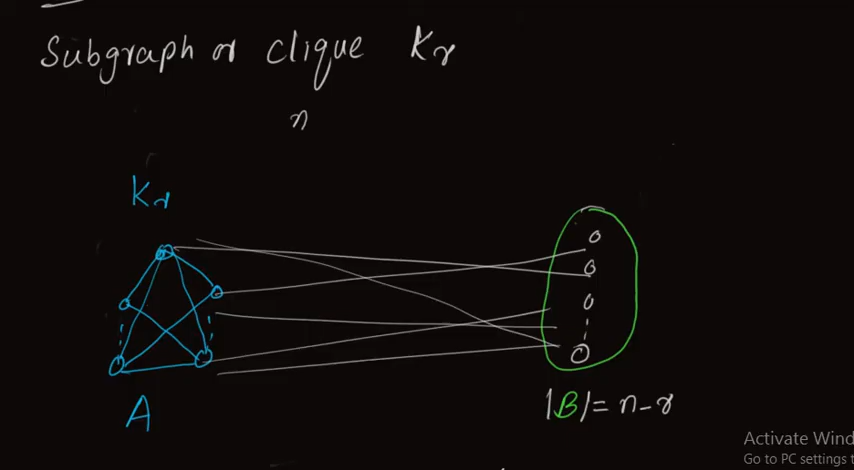 Subgraph or clique Kr
n
Kr
A
|B|= n-r
Activate Wind
Go to PC settings t